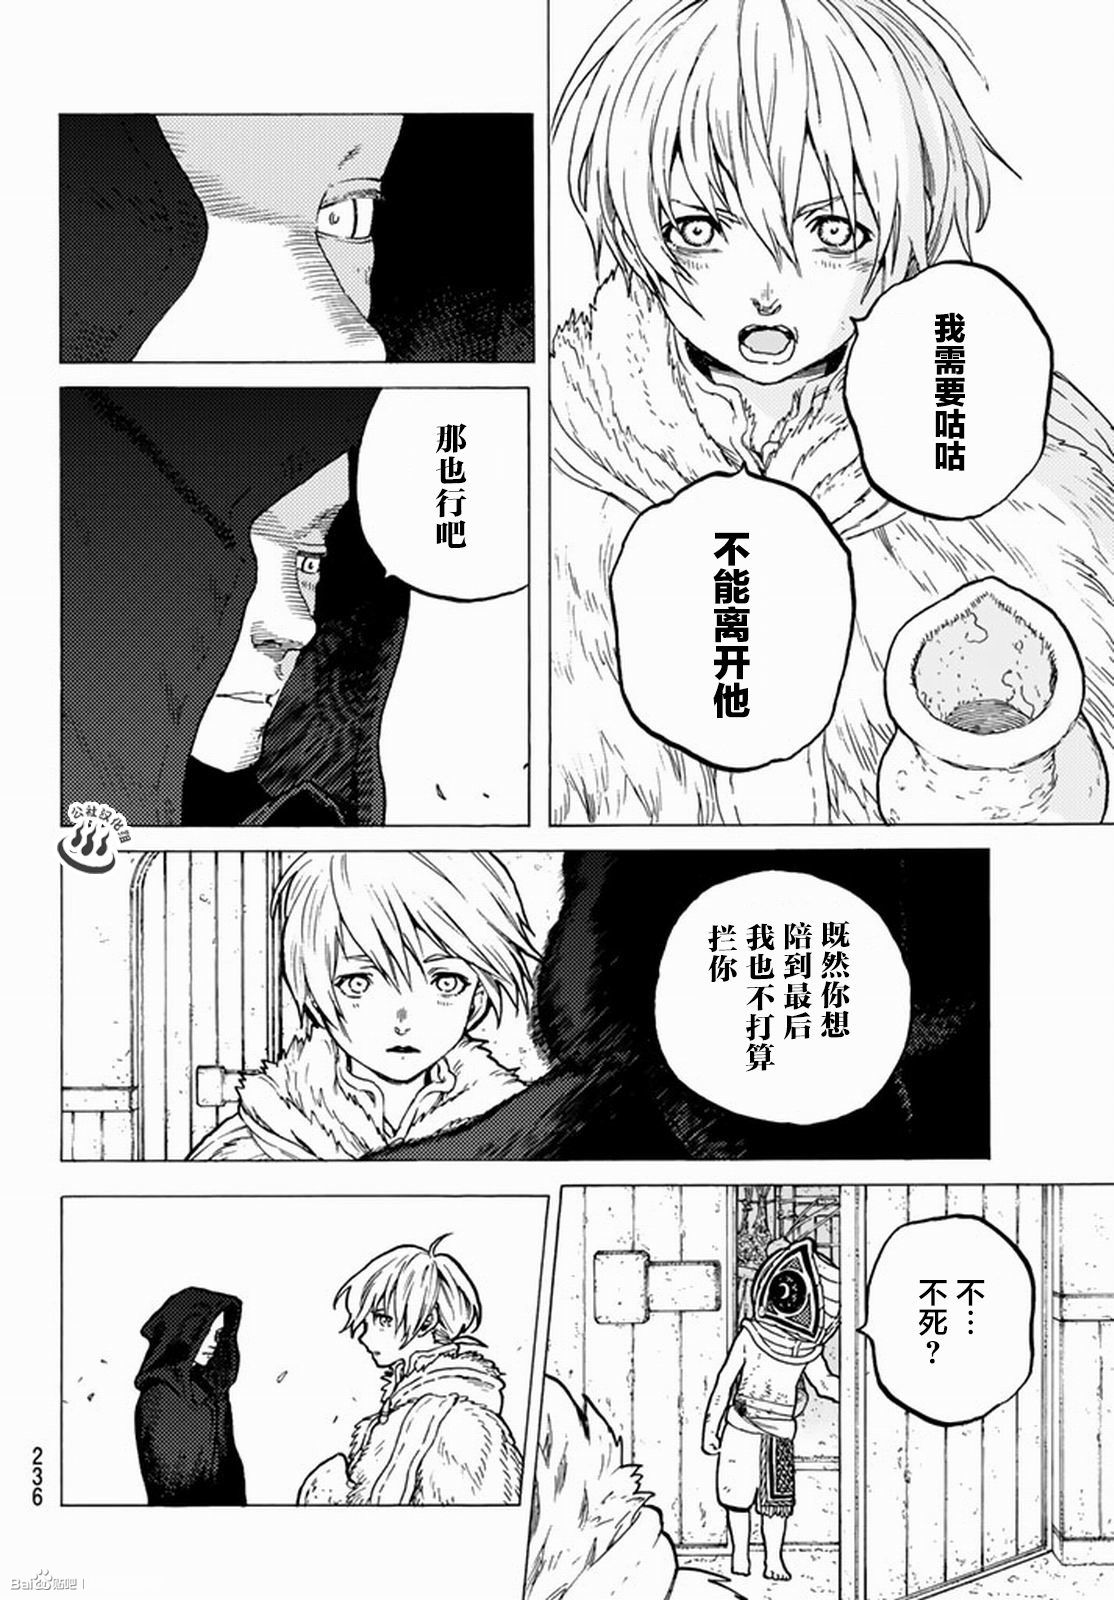 我需要咕咕
不能离开他
那也行吧
既然你想
陪到最后
我也不打算
拦你
不…
不死?
公社汉化组
236
Bai贴吧